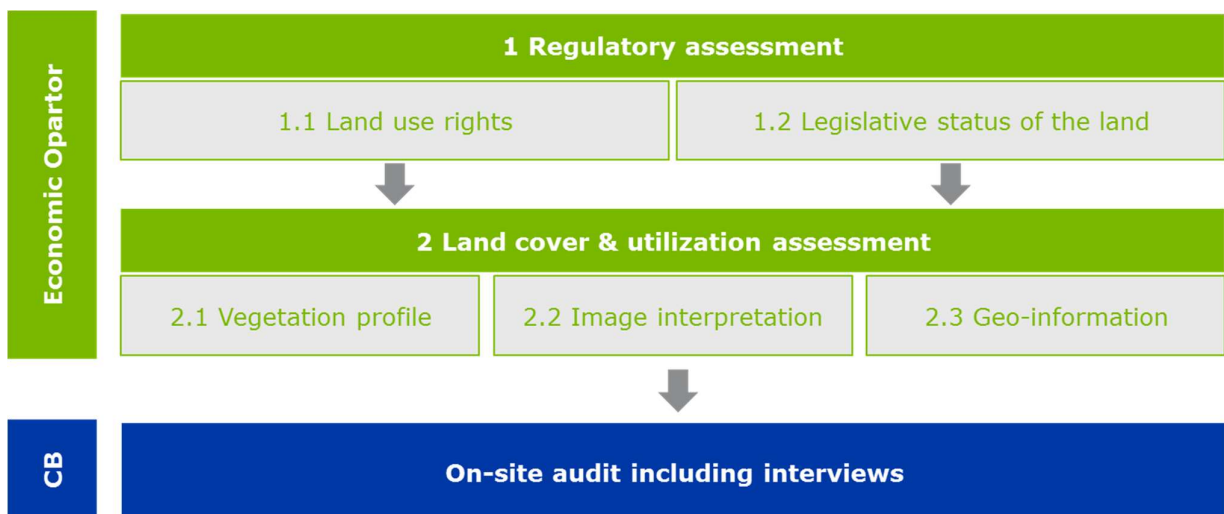 Economic Opartor
1 Regulatory assessment
1.1 Land use rights
1.2 Legislative status of the land
2 Land cover & utilization assessment
2.1 Vegetation profile
2.2 Image interpretation
2.3 Geo-information
CB
On-site audit including interviews